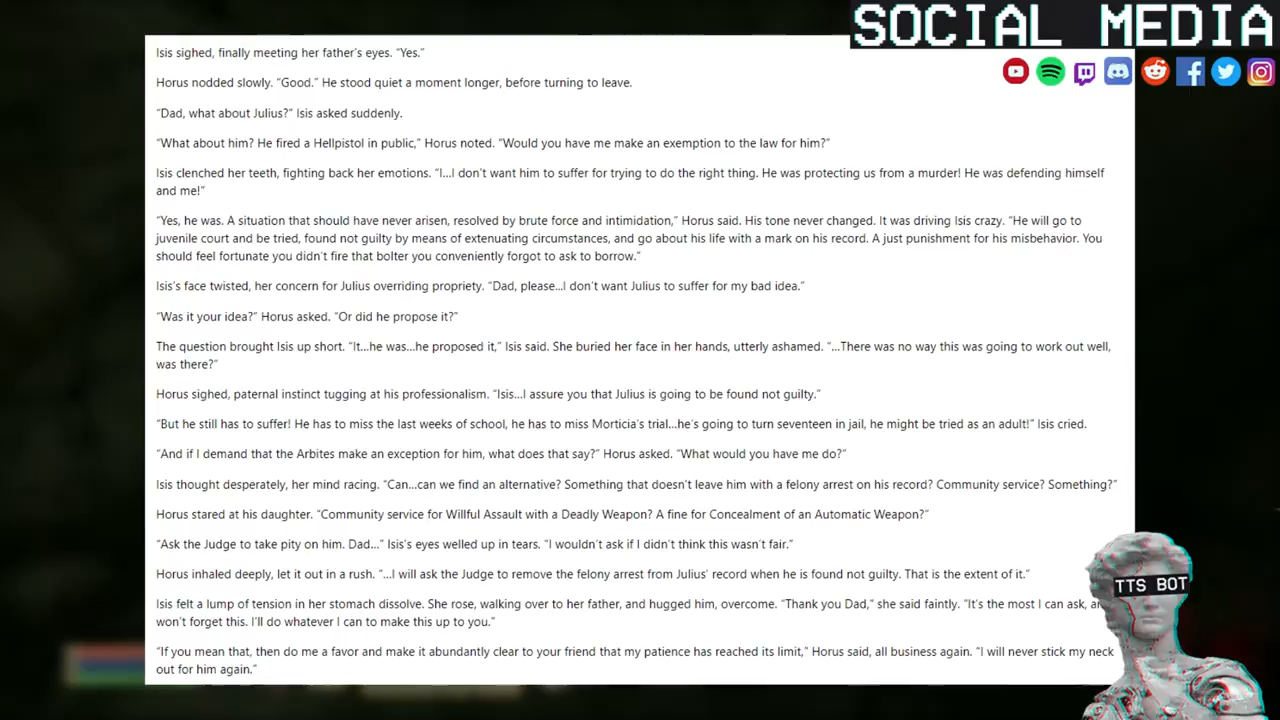 SOCIAL MEDIA
Isis sighed, finally meeting her father's eyes. “Yes.”
Horus nodded slowly. “Good.” He stood quiet a moment longer, before turning to leave.
“Dad, what about Julius?” Isis asked suddenly.
“What about him? He fired a Hellpistol in public,” Horus noted. “Would you have me make an exemption to the law for him?”
Isis clenched her teeth, fighting back her emotions. “I...I don't want him to suffer for trying to do the right thing. He was protecting us from a murder! He was defending himself
and me!”
“Yes, he was. A situation that should have never arisen, resolved by brute force and intimidation,” Horus said. His tone never changed. It was driving Isis crazy. “He will go to
juvenile court and be tried, found not guilty by means of extenuating circumstances, and go about his life with a mark on his record. A just punishment for his misbehavior. You
should feel fortunate you didn't fire that bolter you conveniently forgot to ask to borrow.”
Isis's face twisted, her concern for Julius overriding propriety. “Dad, please...I don't want Julius to suffer for my bad idea.”
“Was it your idea?” Horus asked. “Or did he propose it?”
The question brought Isis up short. “It...he was...he proposed it,” Isis said. She buried her face in her hands, utterly ashamed. “...There was no way this was going to work out well,
was there?”
Horus sighed, paternal instinct tugging at his professionalism. “Isis...I assure you that Julius is going to be found not guilty.”
“But he still has to suffer! He has to miss the last weeks of school, he has to miss Morticia's trial...he's going to turn seventeen in jail, he might be tried as an adult!” Isis cried.
“And if I demand that the Arbites make an exception for him, what does that say?” Horus asked. “What would you have me do?”
Isis thought desperately, her mind racing. “Can...can we find an alternative? Something that doesn't leave him with a felony arrest on his record? Community service? Something?”
Horus stared at his daughter. “Community service for Willful Assault with a Deadly Weapon? A fine for Concealment of an Automatic Weapon?”
“Ask the Judge to take pity on him. Dad...” Isis's eyes welled up in tears. “I wouldn't ask if I didn't think this wasn't fair.”
Horus inhaled deeply, let it out in a rush. “...I will ask the Judge to remove the felony arrest from Julius' record when he is found not guilty. That is the extent of it.”
Isis felt a lump of tension in her stomach dissolve. She rose, walking over to her father, and hugged him, overcome. “Thank you Dad,” she said faintly. “It's the most I can ask,
won't forget this. I'll do whatever I can to make this up to you.”
“If you mean that, then do me a favor and make it abundantly clear to your friend that my patience has reached its limit,” Horus said, all business again. “I will never stick my neck
out for him again.”
TTS BOT